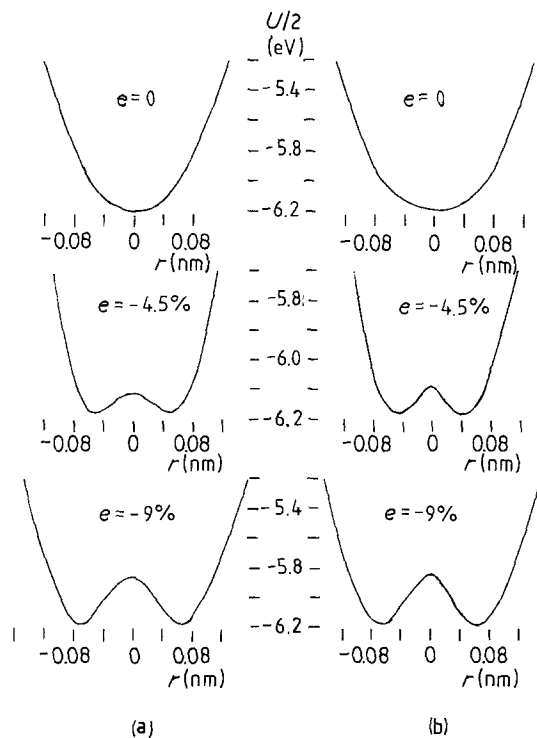 U/2
(eV)
e = 0
e = 0
-5.4
-5.8
-6.2
-0.08 0 0.08
r (nm)
-0.08 0 0.08
r (nm)
e = -4.5%
e = -4.5%
-5.8
-6.0
-6.2
-0.08 0 0.08
r (nm)
-0.08 0 0.08
r (nm)
e = -9%
e = -9%
-5.4
-5.8
-6.2
-0.08 0 0.08
r (nm)
-0.08 0 0.08
r (nm)
(a)
(b)